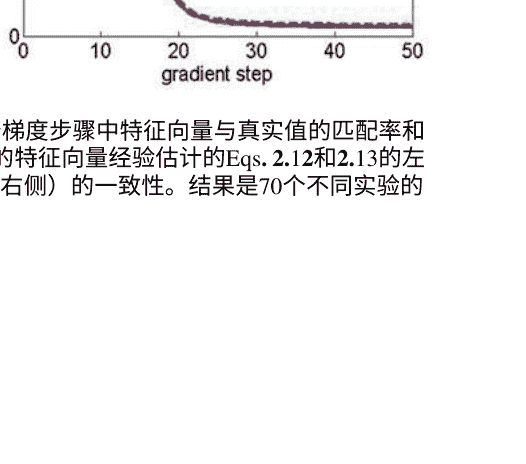 0
0 10 20 30 40 50
gradient step
梯度步骤中特征向量与真实值的匹配率和
的特征向量经验估计的Eqs. 2.12和2.13的左
右侧）的一致性。结果是70个不同实验的